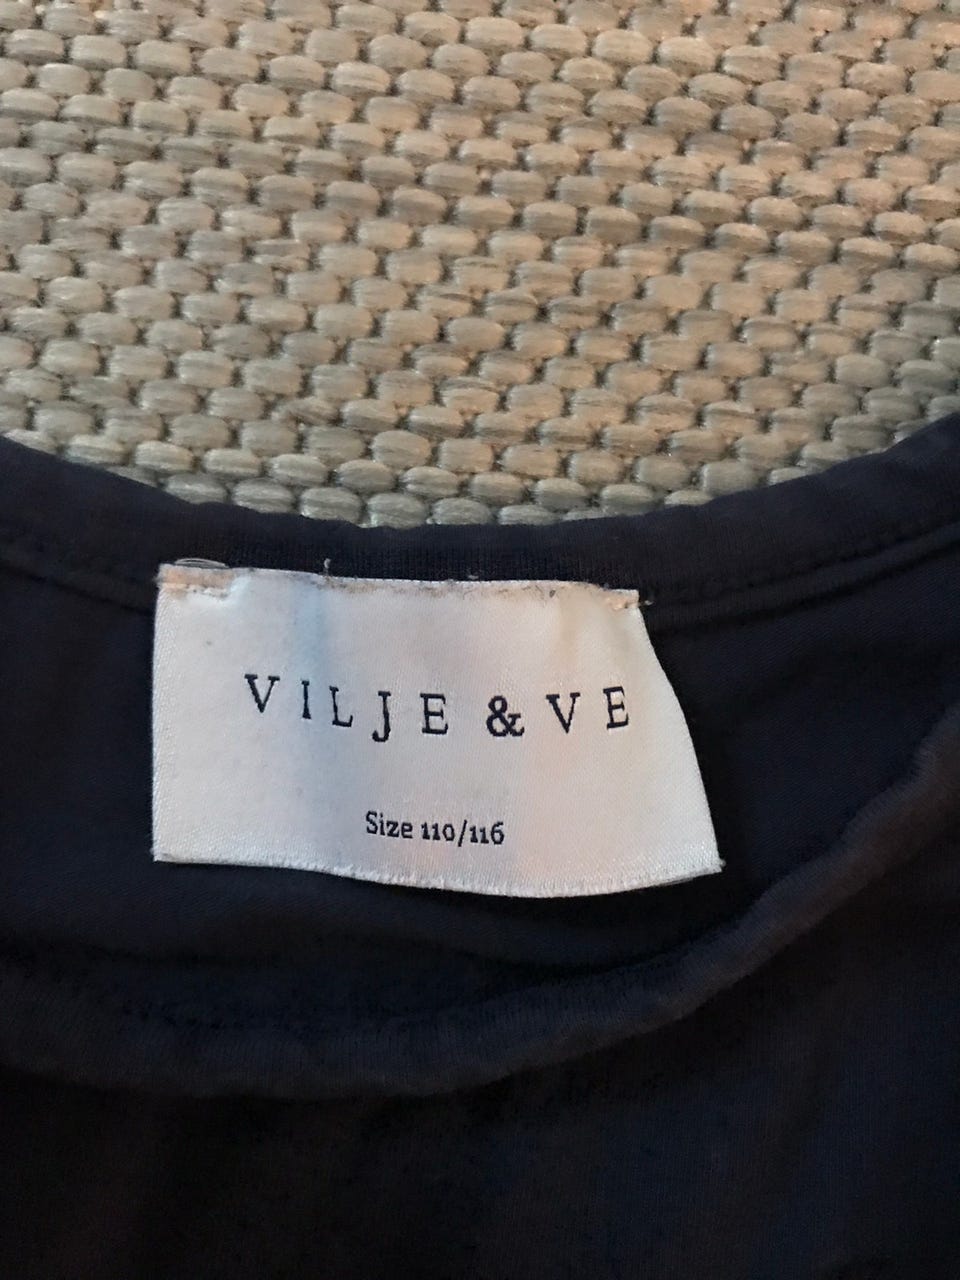 VILJE & VE
Size 110/116